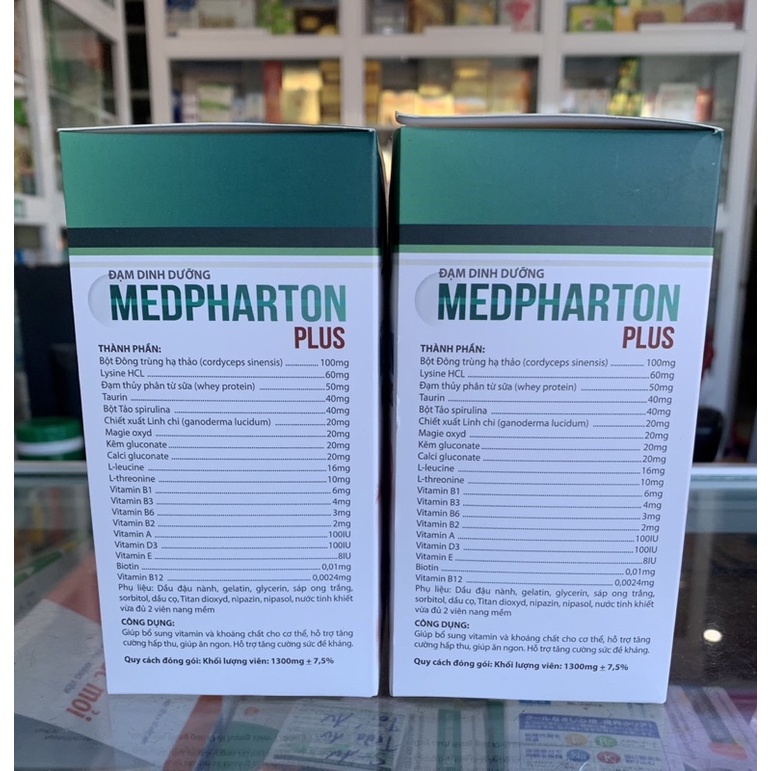 ĐẠM DINH DƯỠNG
MEDPHARTON
PLUS
THÀNH PHẦN:
Bột Đông trùng hạ thảo (cordyceps sinensis) 100mg
Lysine HCL 60mg
Đạm thủy phân từ sữa (whey protein) 50mg
Taurin 40mg
Bột Tảo spirulina 40mg
Chiết xuất Linh chi (ganoderma lucidum) 20mg
Magie oxyd 20mg
Kẽm gluconate 20mg
Calci gluconate 20mg
L-leucine 16mg
L-threonine 10mg
Vitamin B1 6mg
Vitamin B3 4mg
Vitamin B6 3mg
Vitamin B2 2mg
Vitamin A 100IU
Vitamin D3 100IU
Vitamin E 8IU
Biotin 0,01mg
Vitamin B12 0,0024mg
Phụ liệu: Dầu đậu nành, gelatin, glycerin, sáp ong trắng,
sorbitol, dầu cọ, Titan dioxyd, nipazin, nipasol, nước tinh khiết
vừa đủ 2 viên nang mềm
CÔNG DỤNG:
Giúp bổ sung vitamin và khoáng chất cho cơ thể, hỗ trợ tăng
cường hấp thu, giúp ăn ngon. Hỗ trợ tăng cường sức đề kháng.
Quy cách đóng gói: Khối lượng viên: 1300mg ± 7,5%
ĐẠM DINH DƯỠNG
MEDPHARTON
PLUS
THÀNH PHẦN:
Bột Đông trùng hạ thảo (cordyceps sinensis) 100mg
Lysine HCL 60mg
Đạm thủy phân từ sữa (whey protein) 50mg
Taurin 40mg
Bột Tảo spirulina 40mg
Chiết xuất Linh chi (ganoderma lucidum) 20mg
Magie oxyd 20mg
Kẽm gluconate 20mg
Calci gluconate 20mg
L-leucine 16mg
L-threonine 10mg
Vitamin B1 6mg
Vitamin B3 4mg
Vitamin B6 3mg
Vitamin B2 2mg
Vitamin A 100IU
Vitamin D3 100IU
Vitamin E 8IU
Biotin 0,01mg
Vitamin B12 0,0024mg
Phụ liệu: Dầu đậu nành, gelatin, glycerin, sáp ong trắng,
sorbitol, dầu cọ, Titan dioxyd, nipazin, nipasol, nước tinh khiết
vừa đủ 2 viên nang mềm
CÔNG DỤNG:
Giúp bổ sung vitamin và khoáng chất cho cơ thể, hỗ trợ tăng
cường hấp thu, giúp ăn ngon. Hỗ trợ tăng cường sức đề kháng.
Quy cách đóng gói: Khối lượng viên: 1300mg ± 7,5%
mới